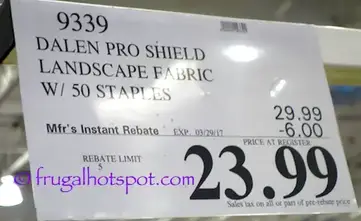 9339
DALEN PRO SHIELD
LANDSCAPE FABRIC
W/ 50 STAPLES
29.99
Mfr's Instant Rebate EXP. 03/29/17 -6.00
PRICE AT REGISTER
REBATE LIMIT
5
23.99
Sales tax on all or part of pre-rebate price
© frugalhotspot.com